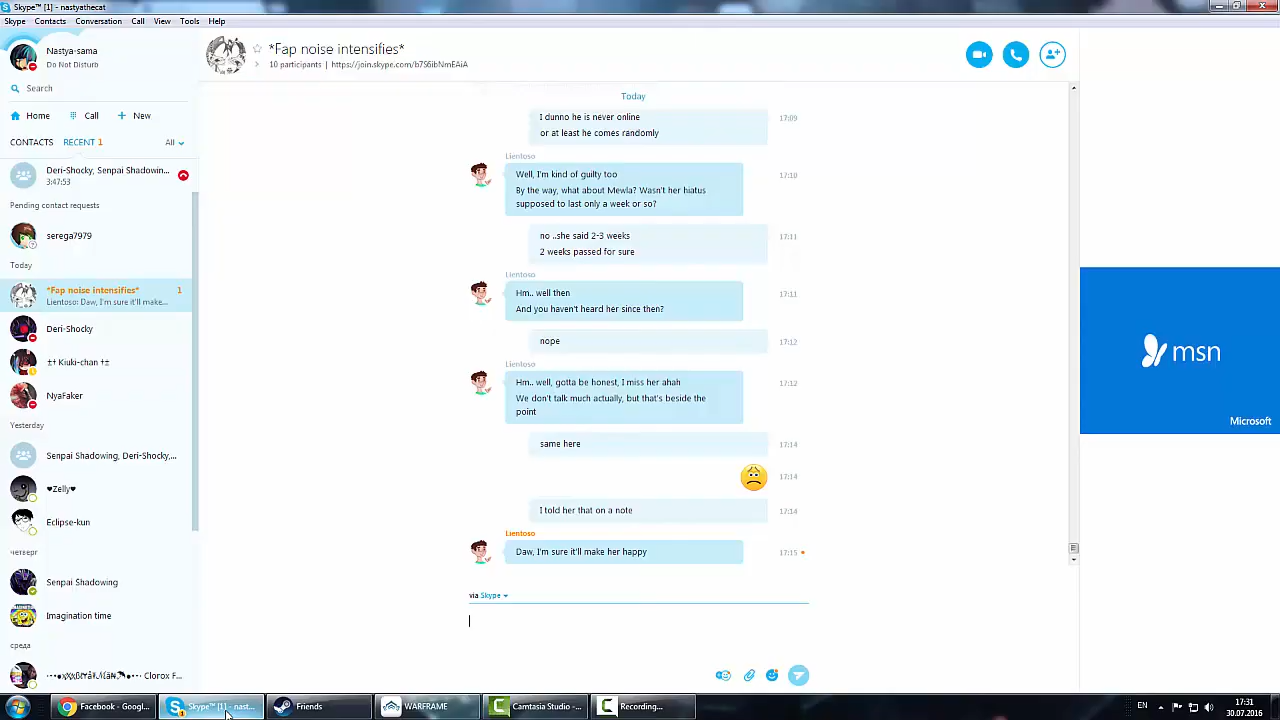 Skype™ [1] - nastyathecat
Skype Contacts Conversation Call View Tools Help
Nastya-sama
Do Not Disturb
Search
Home Call New
CONTACTS RECENT 1 All
Deri-Shocky, Senpai Shadowin...
3:47:53
Pending contact requests
serega7979
Today
*Fap noise intensifies* 1
Lientoso: Daw, I'm sure it'll make...
Deri-Shocky
Kiuki-chan
NyaFaker
Yesterday
Senpai Shadowing, Deri-Shocky,...
♥Zelly♥
Eclipse-kun
четверг
Senpai Shadowing
Imagination time
среда
Clorox F...
*Fap noise intensifies*
10 participants | https://join.skype.com/b7S6ibNmEAiA
Today
I dunno he is never online 17:09
or at least he comes randomly
Lientoso
Well, I'm kind of guilty too 17:10
By the way, what about Mewla? Wasn't her hiatus
supposed to last only a week or so?
no ..she said 2-3 weeks 17:11
2 weeks passed for sure
Lientoso
Hm.. well then 17:11
And you haven't heard her since then?
nope 17:12
Lientoso
Hm.. well, gotta be honest, I miss her ahah 17:12
We don't talk much actually, but that's beside the
point
same here 17:14
17:14
I told her that on a note 17:14
Lientoso
Daw, I'm sure it'll make her happy 17:15
via Skype
msn
Microsoft
Facebook - Googl... Skype™ [1] - nast... Friends WARFRAME Camtasia Studio -... Recording... EN 17:31
30.07.2016